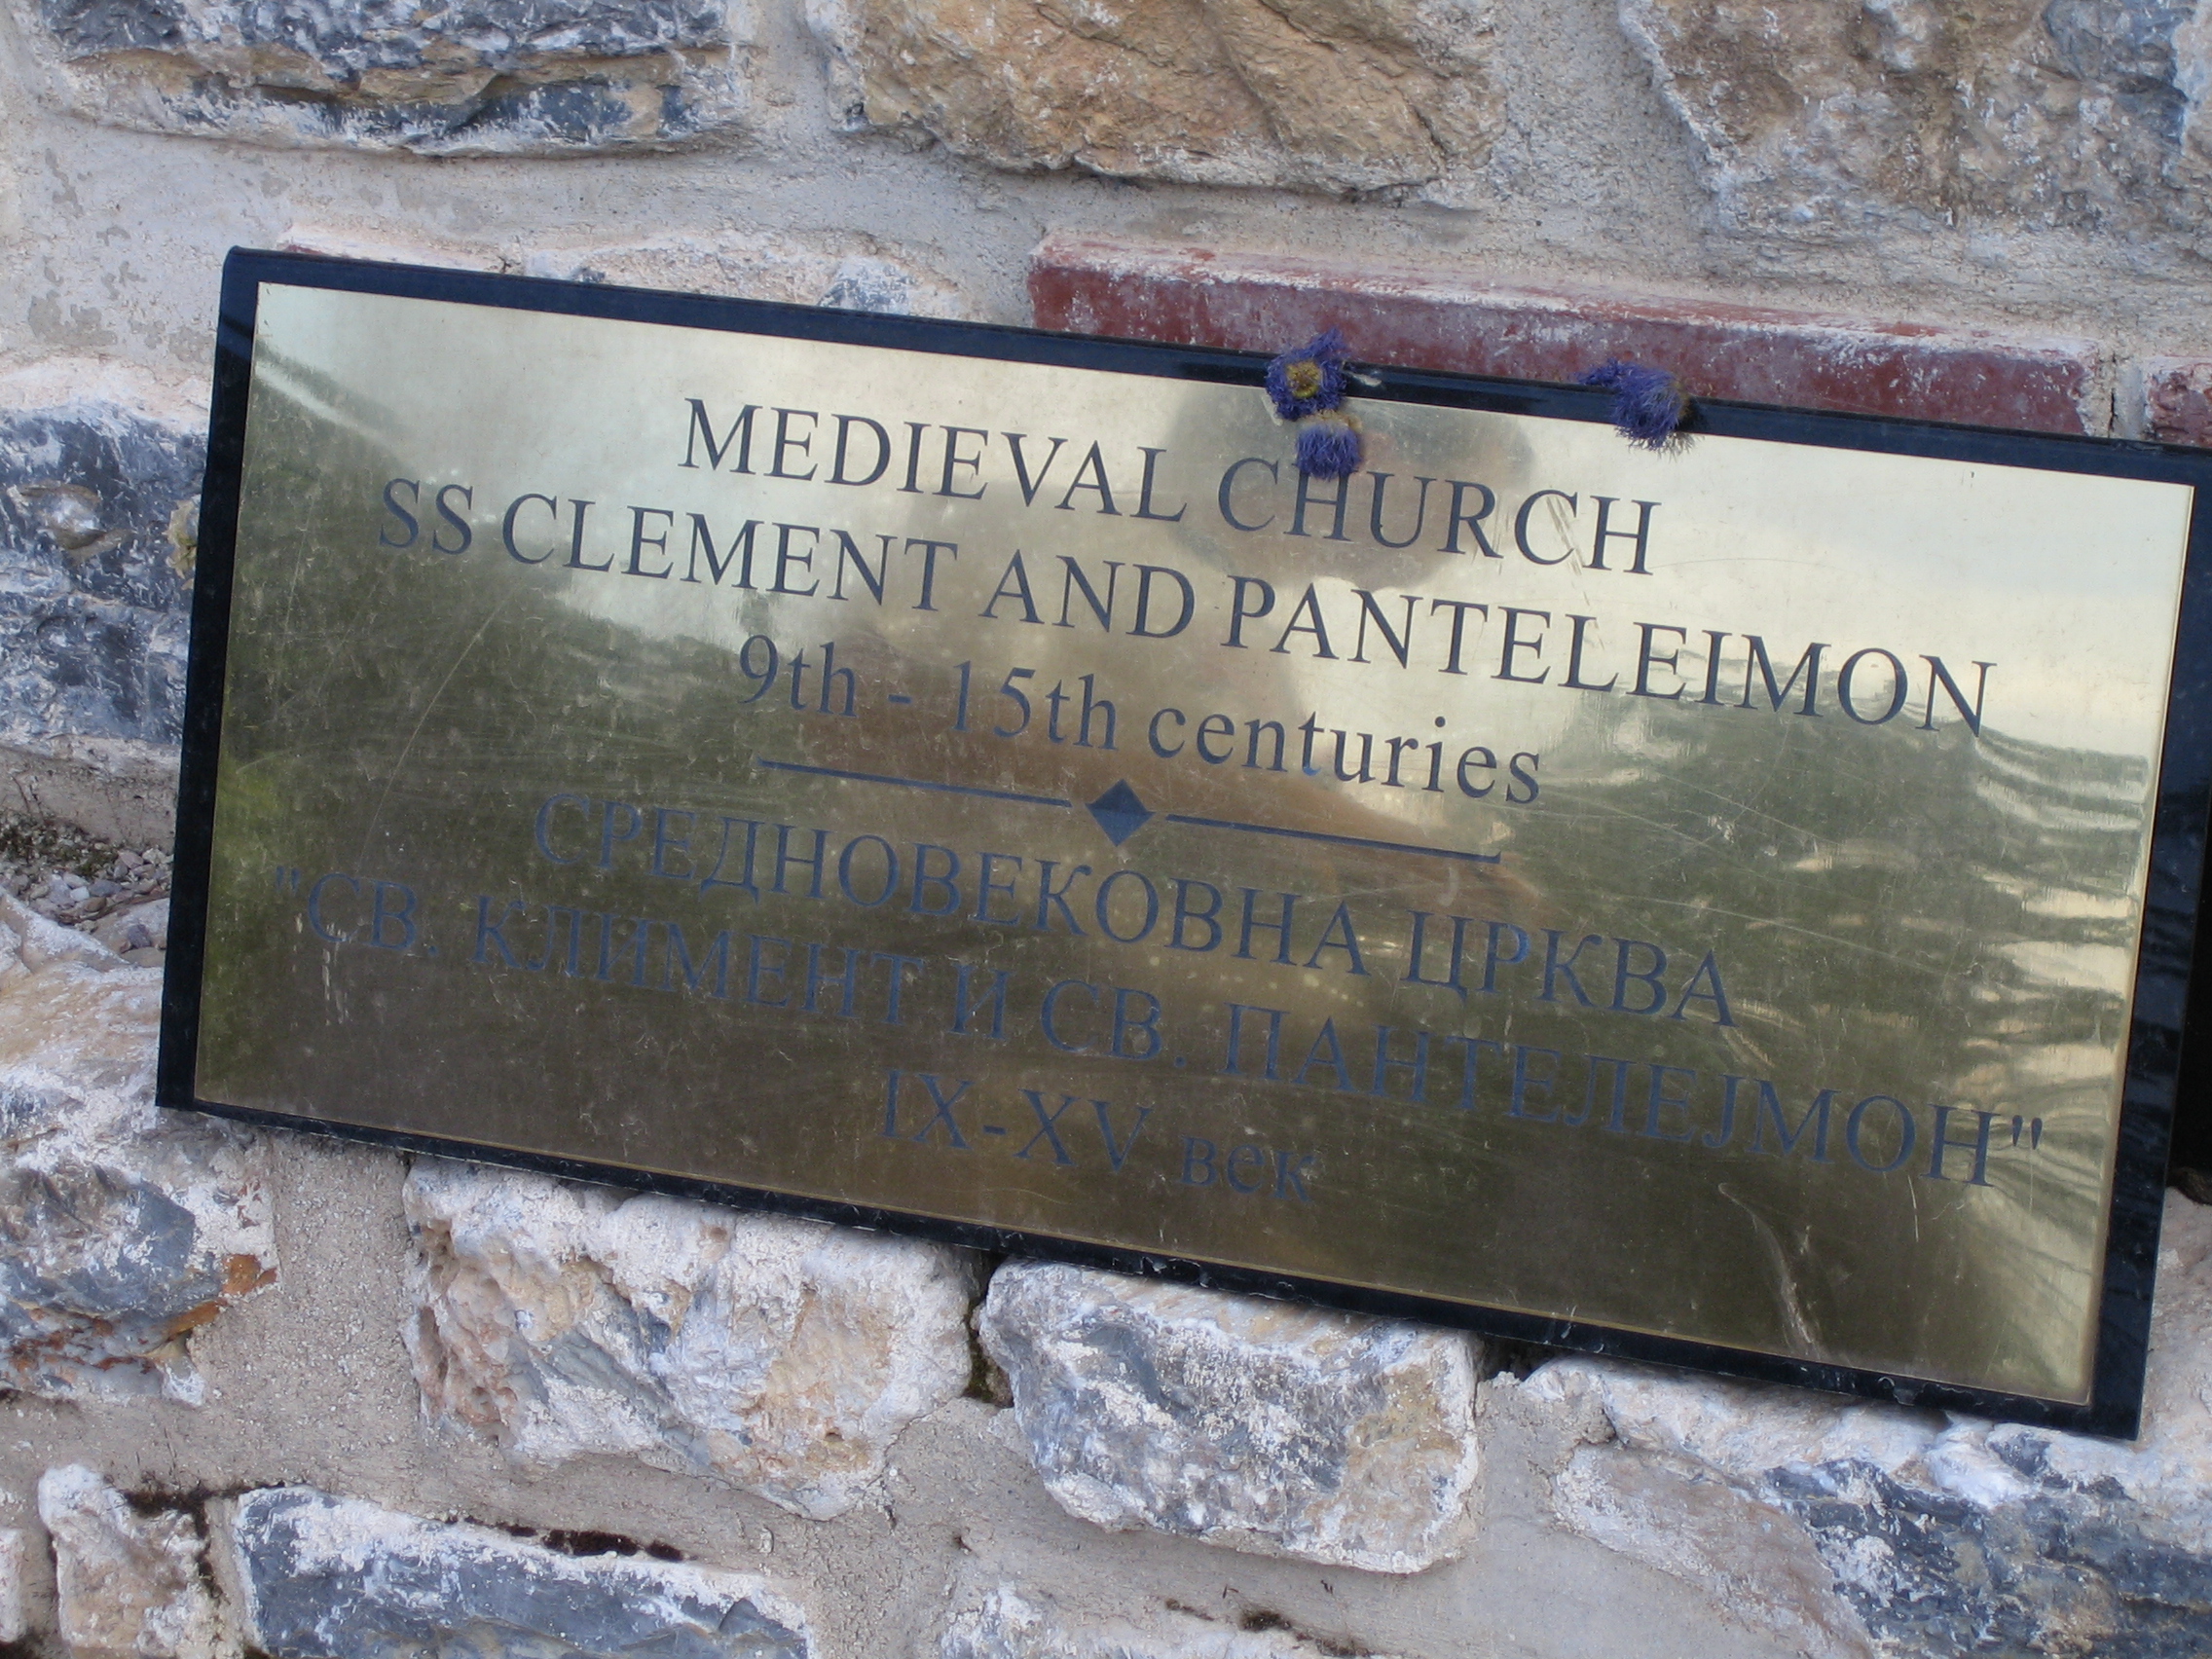 MEDIEVAL CHURCH
SS CLEMENT AND PANTELEIMON
9th - 15th centuries
СРЕДНОВЕКОВНА ЦРКВА
"СВ. КЛИМЕНТ И СВ. ПАНТЕЛЕЈМОН"
IX-XV век